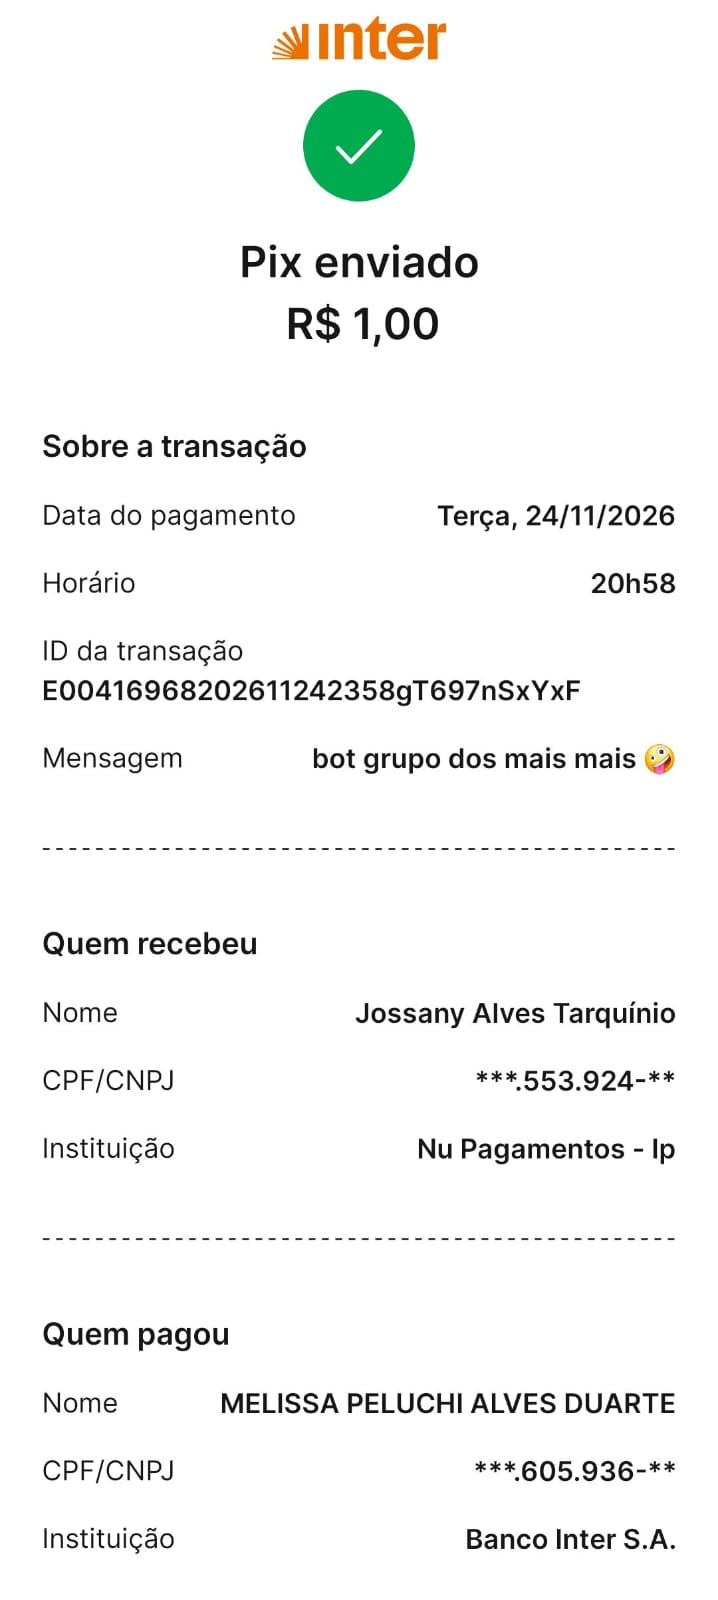 inter
Pix enviado
R$ 1,00
Sobre a transação
Data do pagamento Terça, 24/11/2026
Horário 20h58
ID da transação
E00416968202611242358gT697nSxYxF
Mensagem bot grupo dos mais mais 🤪
Quem recebeu
Nome Jossany Alves Tarquínio
CPF/CNPJ ***.553.924-**
Instituição Nu Pagamentos - Ip
Quem pagou
Nome MELISSA PELUCHI ALVES DUARTE
CPF/CNPJ ***.605.936-**
Instituição Banco Inter S.A.